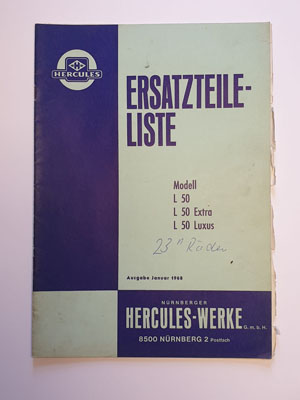 HERCULES
ERSATZTEILE-
LISTE
Modell
L 50
L 50 Extra
L 50 Luxus
23" Räder
Ausgabe Januar 1968
NÜRNBERGER
HERCULES-WERKE G.m.b.H.
8500 NÜRNBERG 2 Postfach